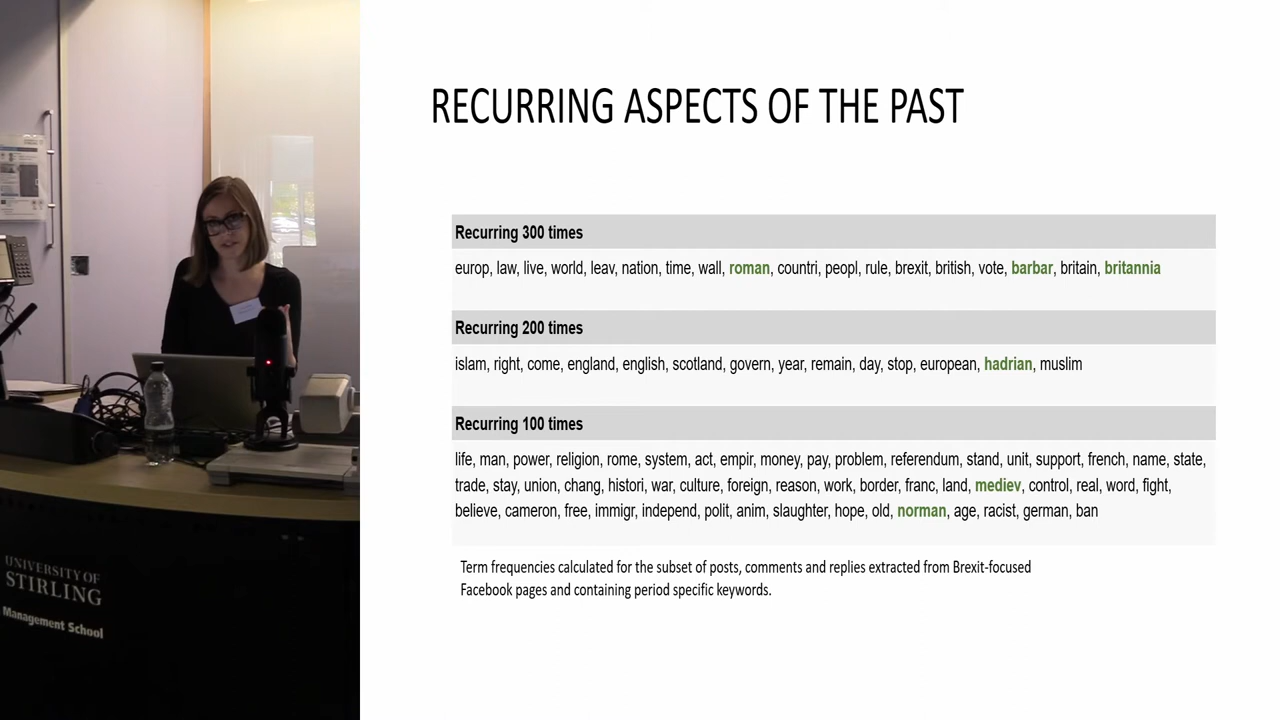 RECURRING ASPECTS OF THE PAST
Recurring 300 times
europ, law, live, world, leav, nation, time, wall, roman, countri, peopl, rule, brexit, british, vote, barbar, britain, britannia
Recurring 200 times
islam, right, come, england, english, scotland, govern, year, remain, day, stop, european, hadrian, muslim
Recurring 100 times
life, man, power, religion, rome, system, act, empir, money, pay, problem, referendum, stand, unit, support, french, name, state,
trade, stay, union, chang, histori, war, culture, foreign, reason, work, border, franc, land, mediev, control, real, word, fight,
believe, cameron, free, immigr, independ, polit, anim, slaughter, hope, old, norman, age, racist, german, ban
Term frequencies calculated for the subset of posts, comments and replies extracted from Brexit-focused
Facebook pages and containing period specific keywords.
UNIVERSITY OF
STIRLING
Management School